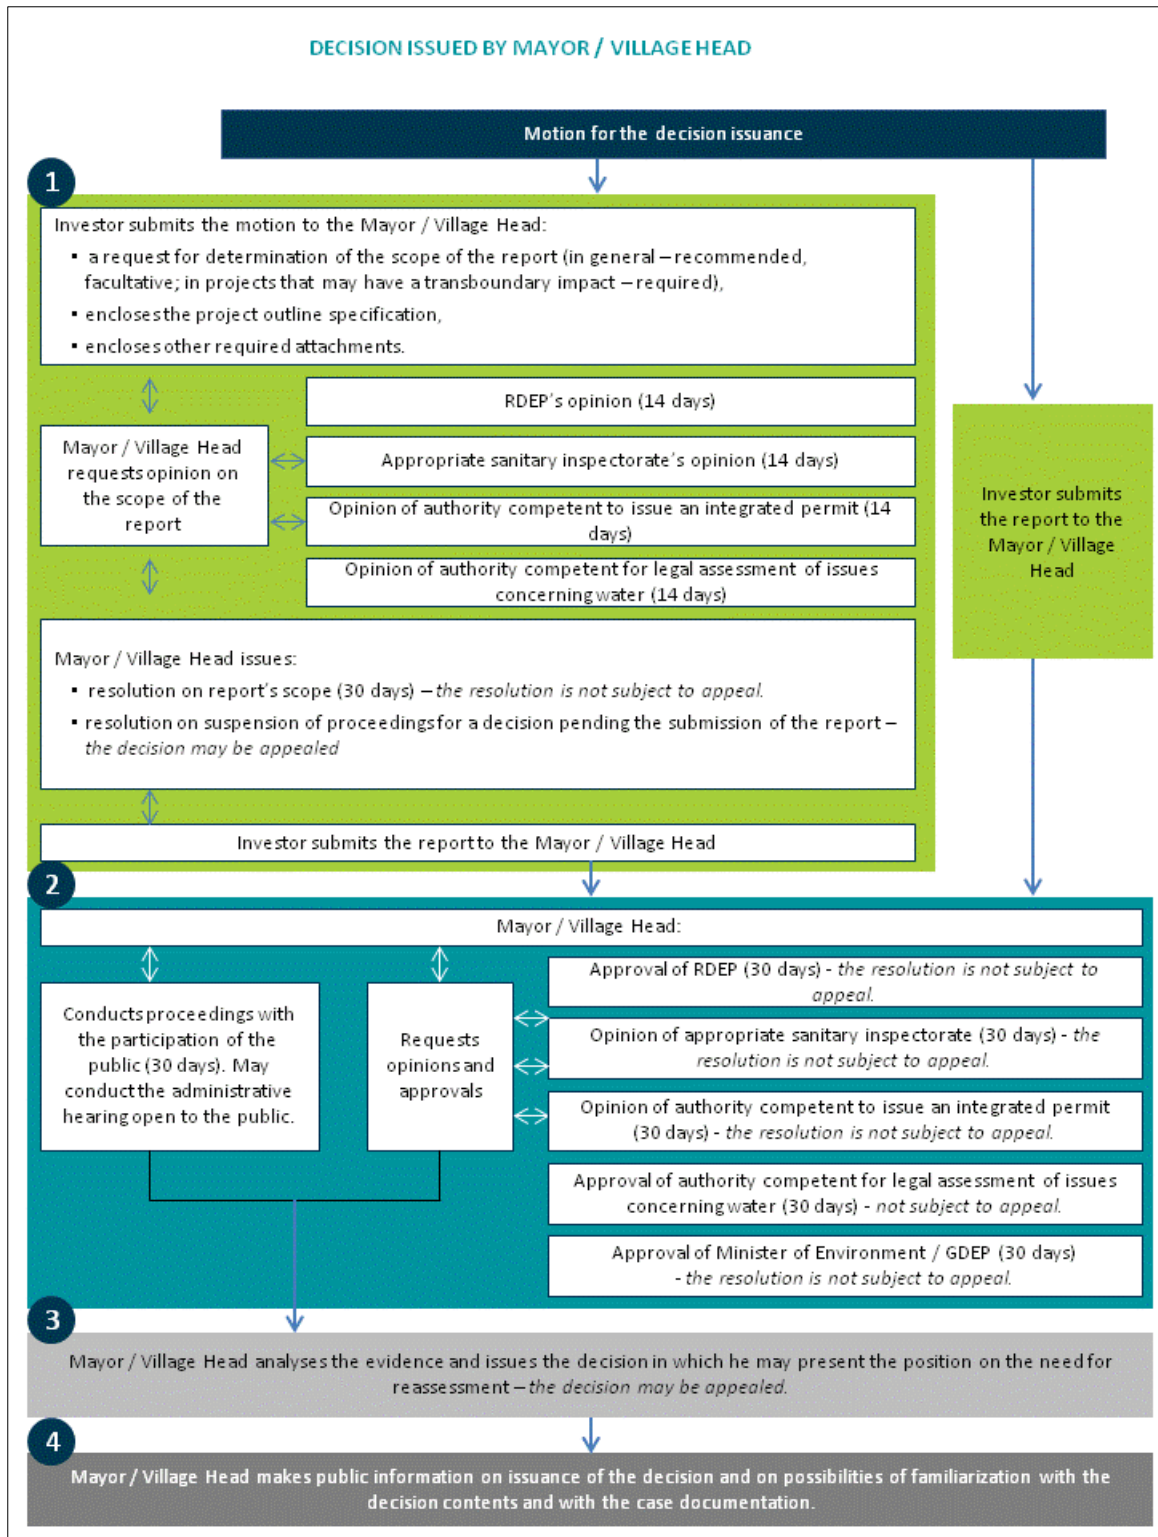 DECISION ISSUED BY MAYOR / VILLAGE HEAD
Motion for the decision issuance
1
Investor submits the motion to the Mayor / Village Head:
▪ a request for determination of the scope of the report (in general – recommended,
facultative; in projects that may have a transboundary impact – required),
▪ encloses the project outline specification,
▪ encloses other required attachments.
RDEP's opinion (14 days)
Mayor / Village Head
requests opinion on
the scope of the
report
Appropriate sanitary inspectorate's opinion (14 days)
Opinion of authority competent to issue an integrated permit (14
days)
Opinion of authority competent for legal assessment of issues
concerning water (14 days)
Investor submits
the report to the
Mayor / Village
Head
Mayor / Village Head issues:
▪ resolution on report's scope (30 days) – the resolution is not subject to appeal.
▪ resolution on suspension of proceedings for a decision pending the submission of the report –
the decision may be appealed
Investor submits the report to the Mayor / Village Head
2
Mayor / Village Head:
Conducts proceedings with
the participation of the
public (30 days). May
conduct the administrative
hearing open to the public.
Requests
opinions and
approvals
Approval of RDEP (30 days) - the resolution is not subject to
appeal.
Opinion of appropriate sanitary inspectorate (30 days) - the
resolution is not subject to appeal.
Opinion of authority competent to issue an integrated permit
(30 days) - the resolution is not subject to appeal.
Approval of authority competent for legal assessment of issues
concerning water (30 days) - not subject to appeal.
Approval of Minister of Environment / GDEP (30 days)
- the resolution is not subject to appeal.
3
Mayor / Village Head analyses the evidence and issues the decision in which he may present the position on the need for
reassessment – the decision may be appealed.
4
Mayor / Village Head makes public information on issuance of the decision and on possibilities of familiarization with the
decision contents and with the case documentation.